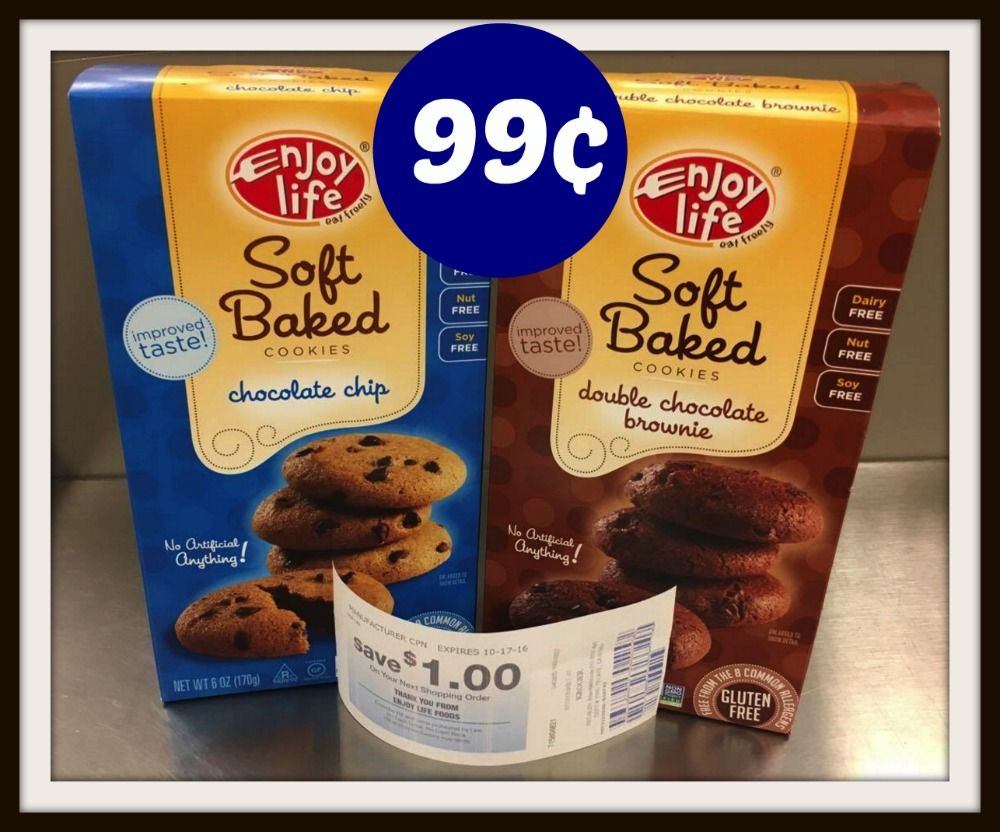 99¢
chocolate chip
Enjoy
life
eat freely
®
Soft
Baked
COOKIES
chocolate chip
improved
taste!
Nut
FREE
Soy
FREE
No Artificial
Anything!
NET WT 6 OZ (170g)
double chocolate brownie
Enjoy
life
eat freely
®
Soft
Baked
COOKIES
double chocolate
brownie
improved
taste!
Dairy
FREE
Nut
FREE
Soy
FREE
No Artificial
Anything!
ENLARGED TO
SHOW DETAIL
FREE FROM THE 8 COMMON ALLERGENS
GLUTEN
FREE
MANUFACTURER CPN EXPIRES 10-17-16
Save $1.00
On Your Next Shopping Order
THANK YOU FROM
ENJOY LIFE FOODS